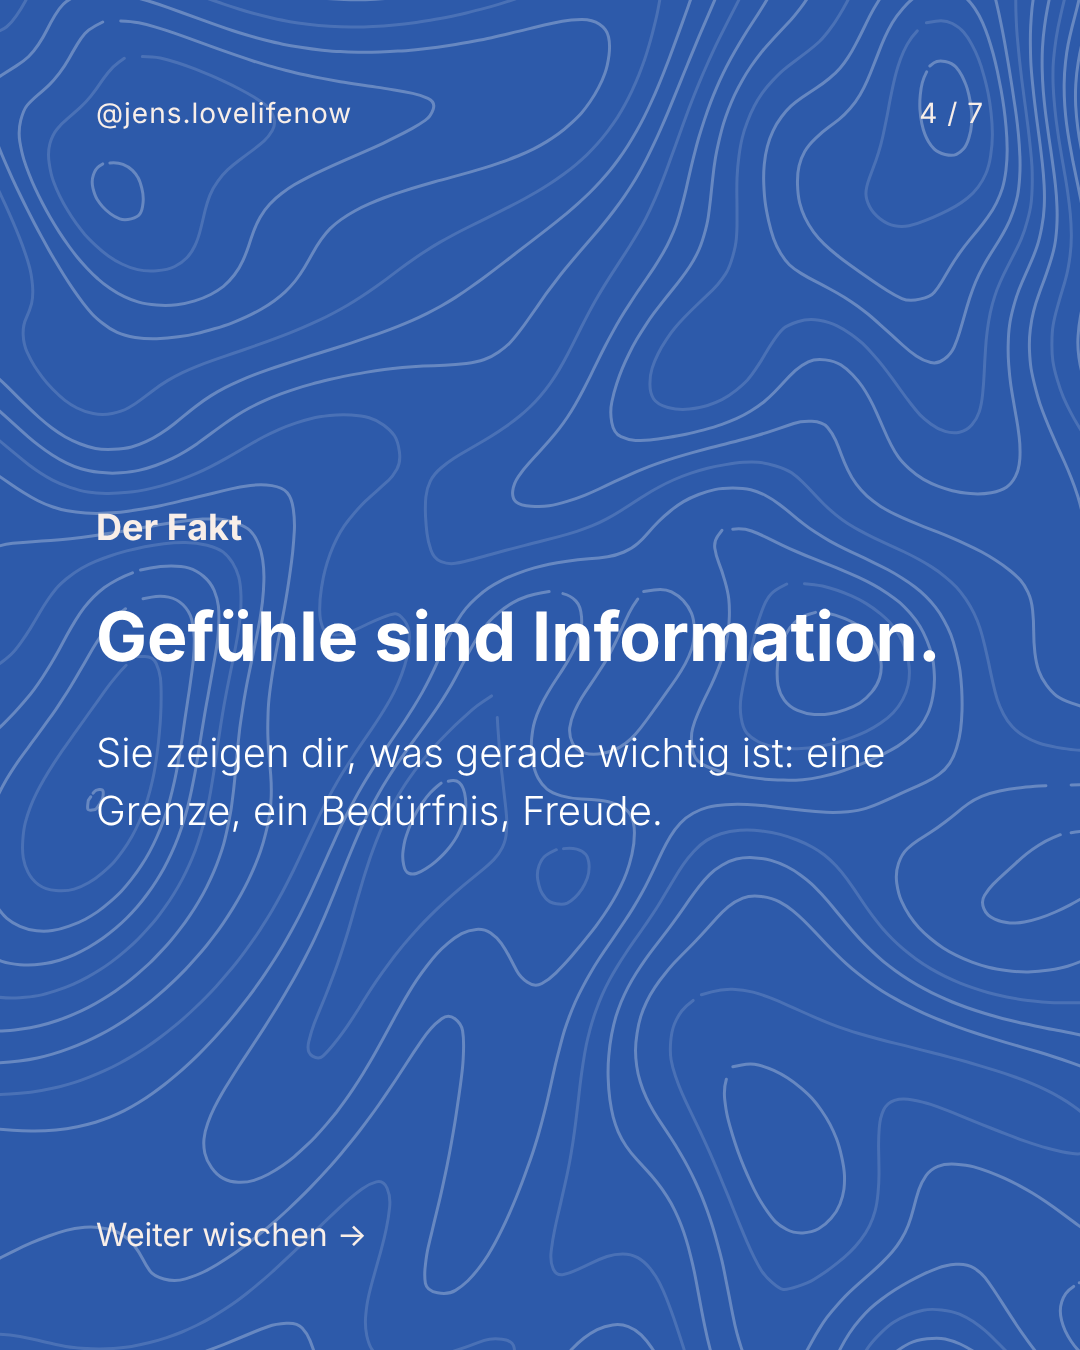 @jens.lovelifenow
4 / 7
Der Fakt
Gefühle sind Information.
Sie zeigen dir, was gerade wichtig ist: eine
Grenze, ein Bedürfnis, Freude.
Weiter wischen →